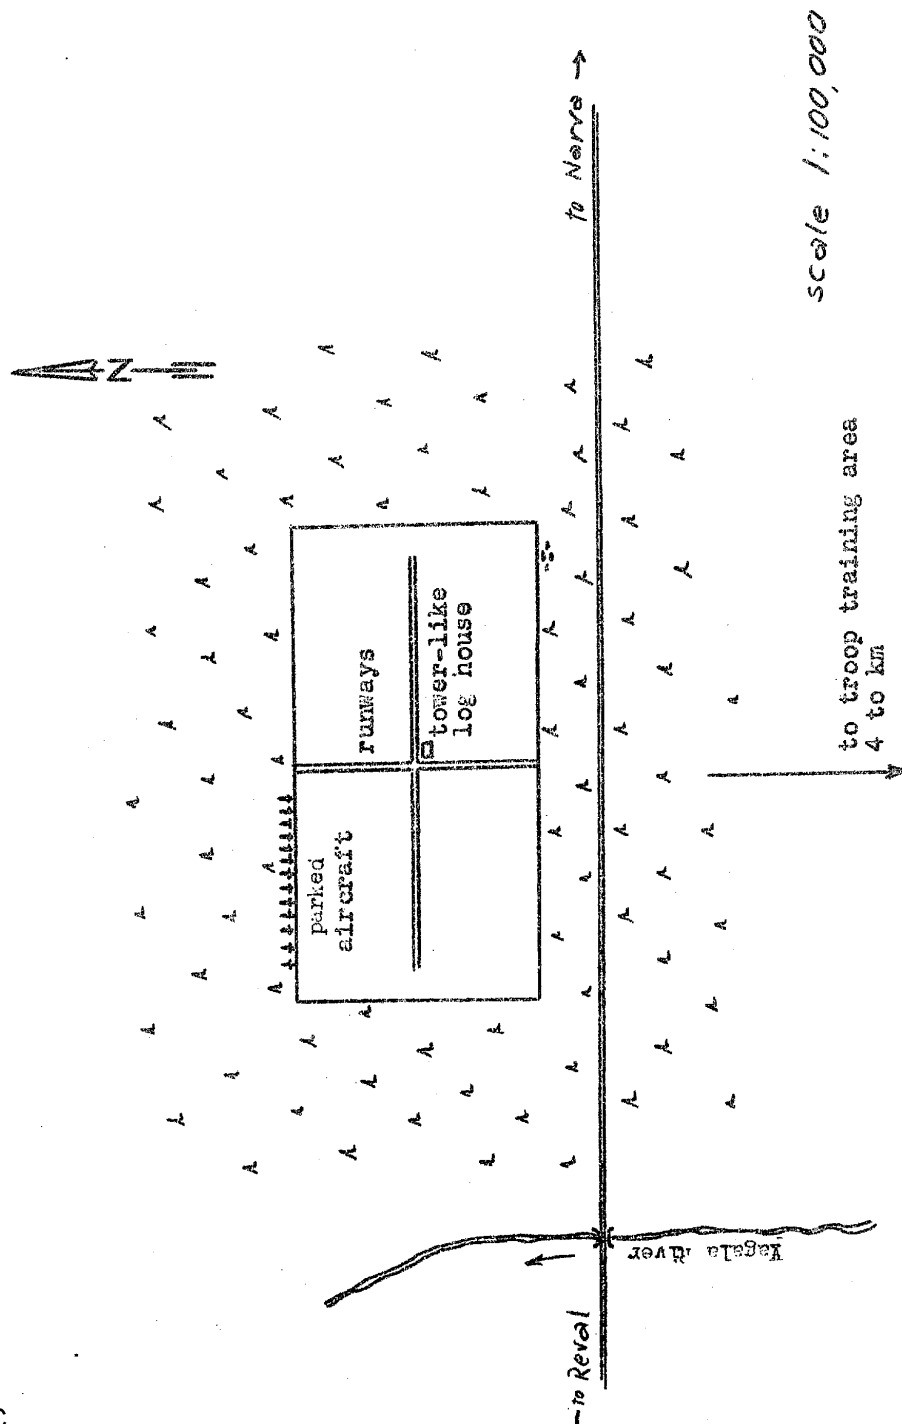 N
to Narva →
scale 1:100,000
runways
tower-like
log house
parked
aircraft
to troop training area
4 to km
Yagala River
← to Reval